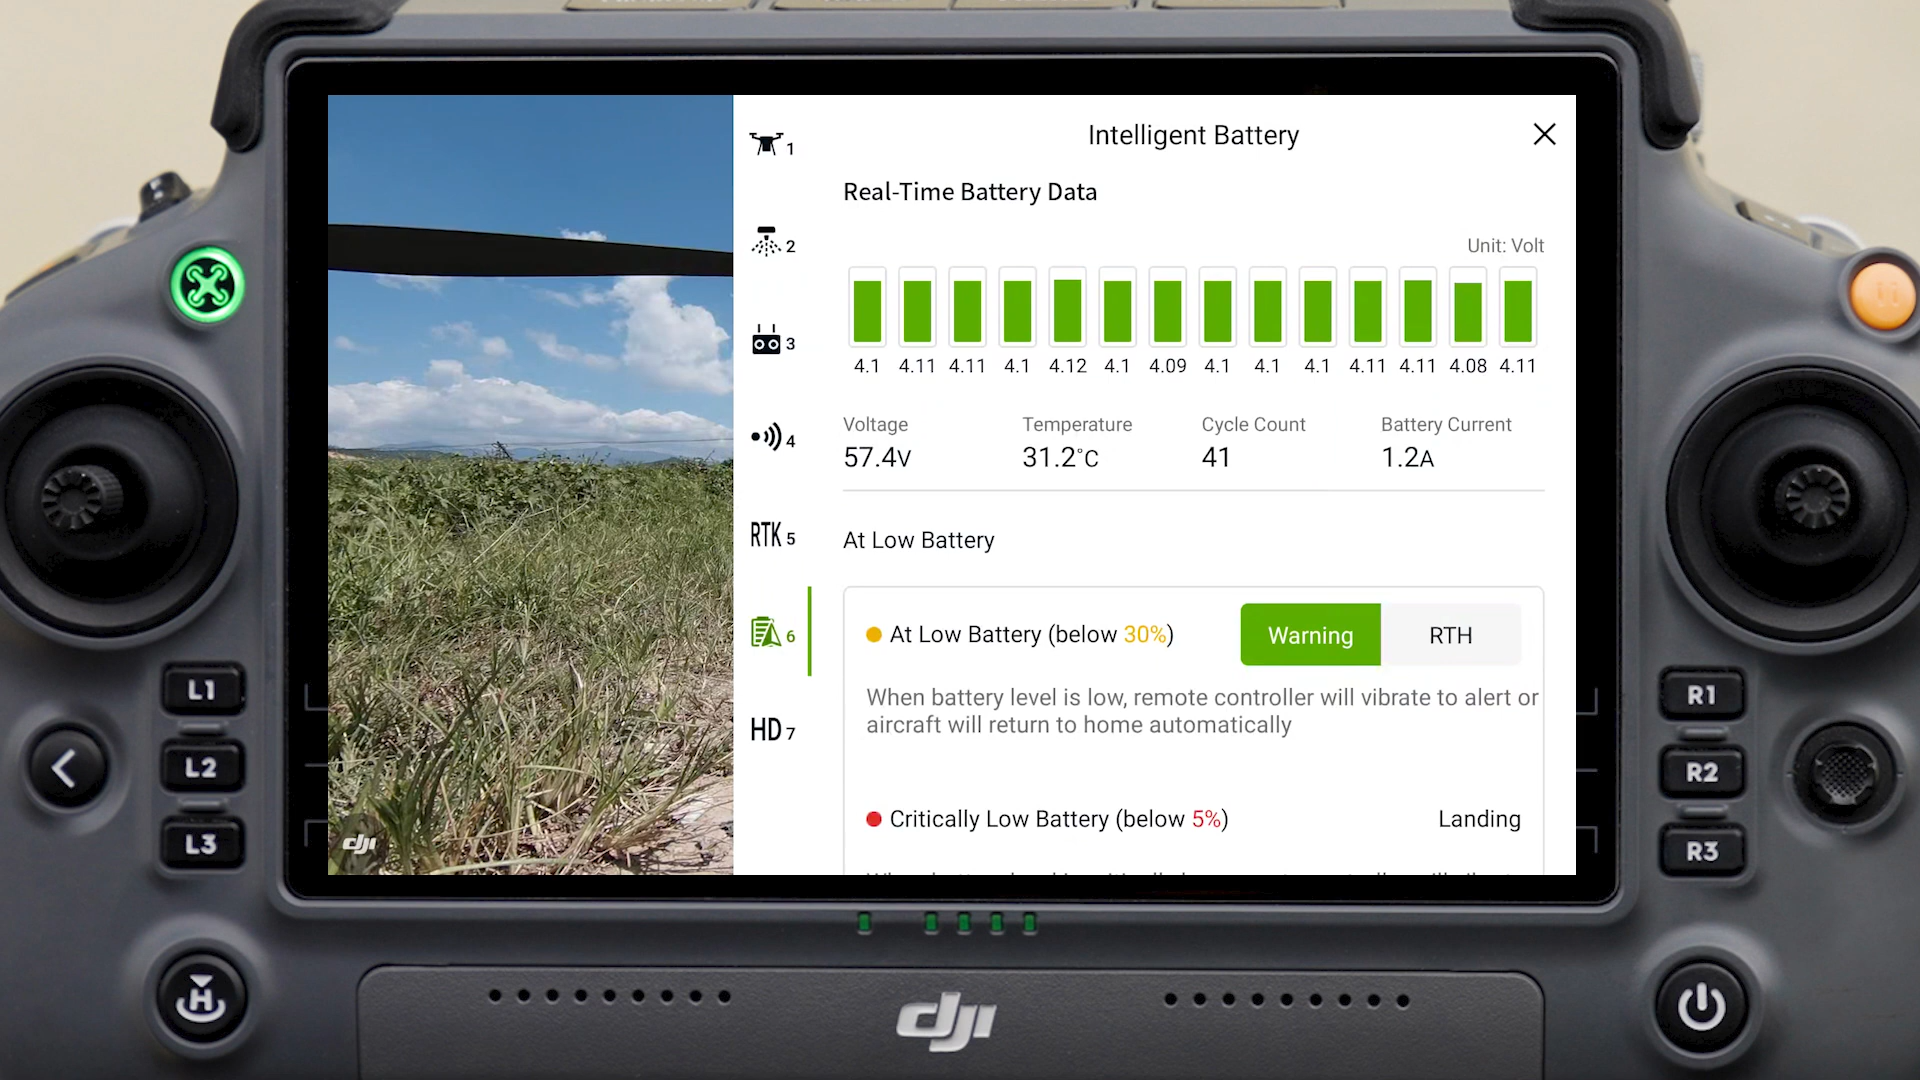 Intelligent Battery
Real-Time Battery Data
Unit: Volt
4.1 4.11 4.11 4.1 4.12 4.1 4.09 4.1 4.1 4.1 4.11 4.11 4.08 4.11
Voltage Temperature Cycle Count Battery Current
57.4V 31.2°C 41 1.2A
At Low Battery
At Low Battery (below 30%) Warning RTH
When battery level is low, remote controller will vibrate to alert or
aircraft will return to home automatically
Critically Low Battery (below 5%) Landing
1
2
3
4
RTK 5
6
HD 7
dji
L1
L2
L3
R1
R2
R3
H
dji